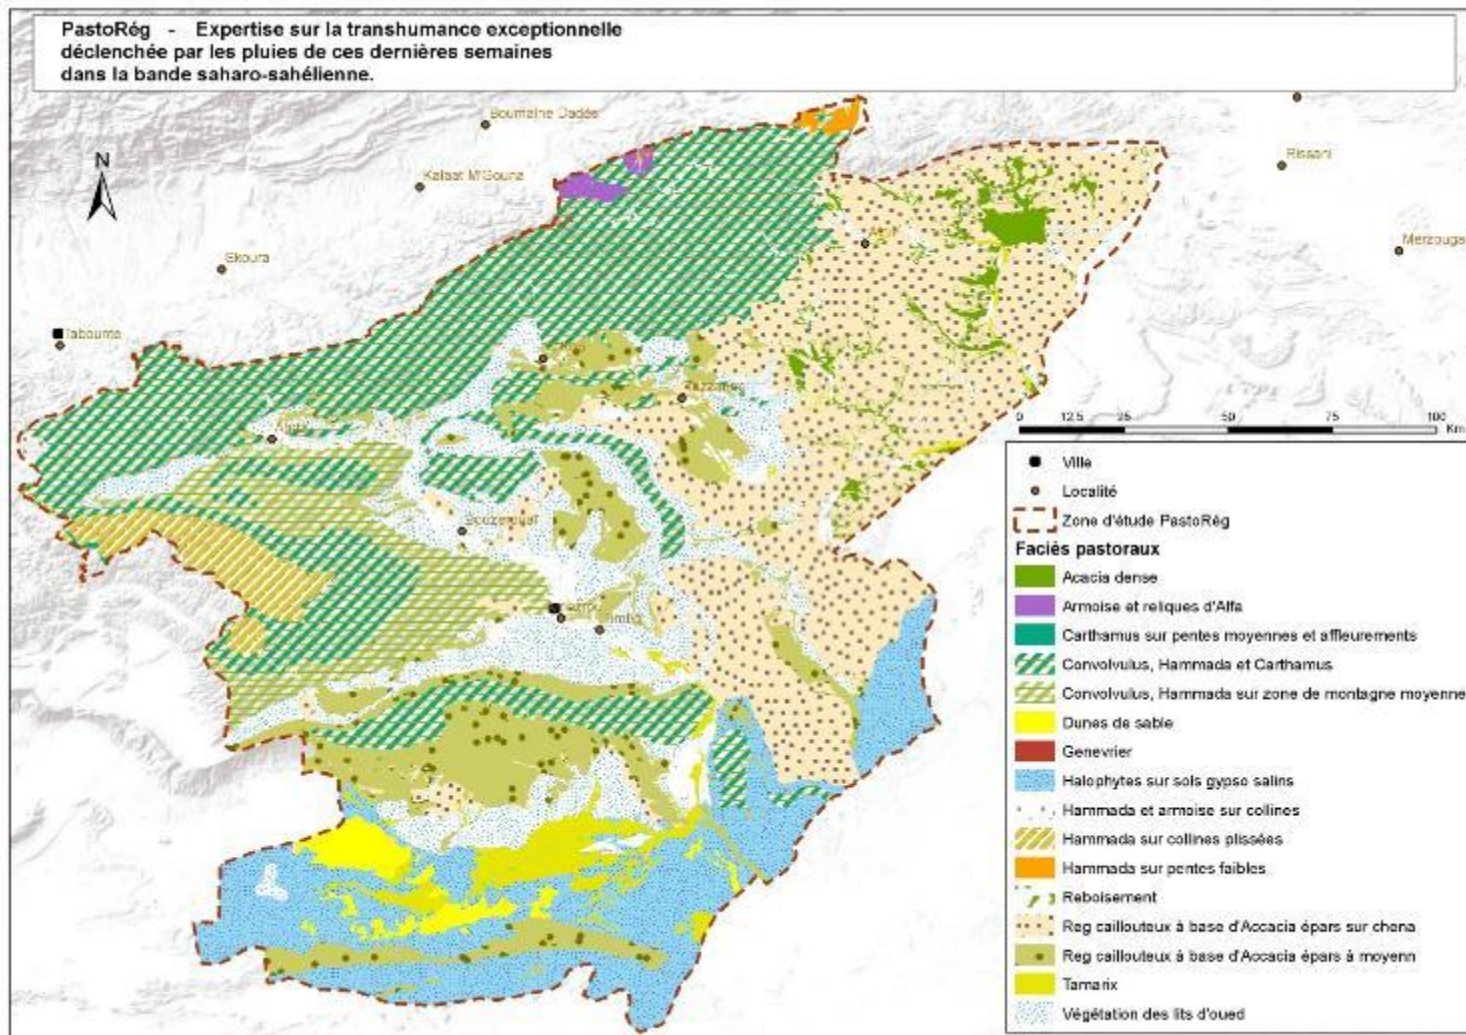 PastoRég - Expertise sur la transhumance exceptionnelle
déclenchée par les pluies de ces dernières semaines
dans la bande saharo-sahélienne.
Boumalne Dadès
Rissani
N
Kalaat M'Gouna
Merzouga
Skoura
Tabounte
0 12.5 25 50 75 100
Km
Ville
Localité
Zone d'étude PastoRég
Faciès pastoraux
Acacia dense
Armoise et reliques d'Alfa
Carthamus sur pentes moyennes et affleurements
Convolvulus, Hammada et Carthamus
Convolvulus, Hammada sur zone de montagne moyenne
Dunes de sable
Genevrier
Halophytes sur sols gypso salins
Hammada et armoise sur collines
Hammada sur collines plissées
Hammada sur pentes faibles
Reboisement
Reg caillouteux à base d'Accacia épars sur chena
Reg caillouteux à base d'Accacia épars à moyenn
Tamarix
Végétation des lits d'oued